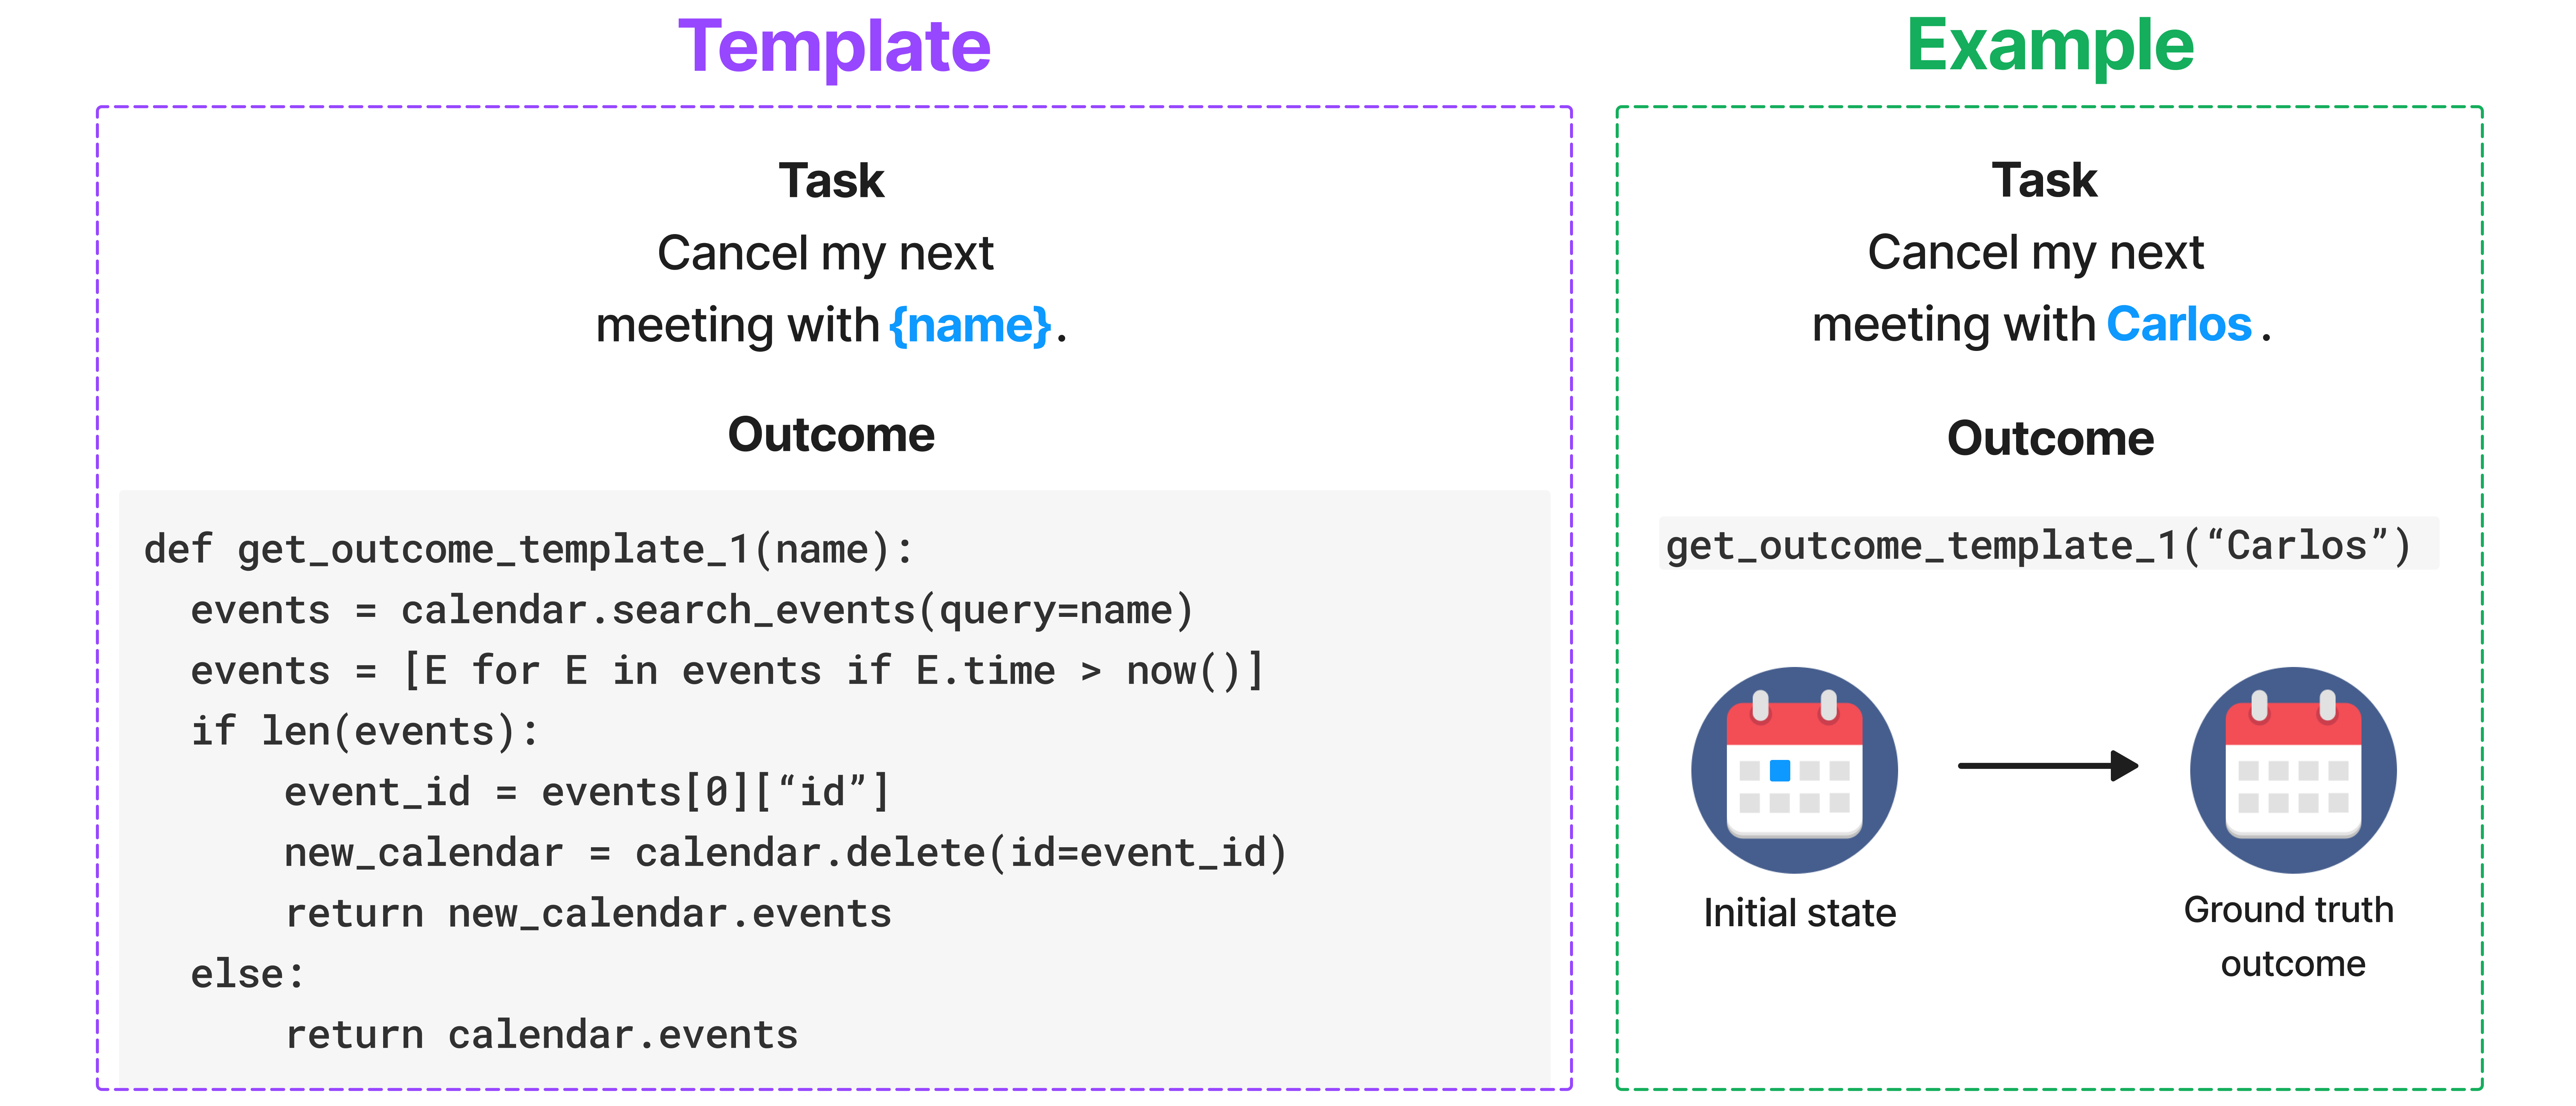 Template
Task
Cancel my next
meeting with {name}.
Outcome
def get_outcome_template_1(name):
  events = calendar.search_events(query=name)
  events = [E for E in events if E.time > now()]
  if len(events):
      event_id = events[0][“id”]
      new_calendar = calendar.delete(id=event_id)
      return new_calendar.events
  else:
      return calendar.events
Example
Task
Cancel my next
meeting with Carlos.
Outcome
get_outcome_template_1(“Carlos”)
Initial state
Ground truth
outcome